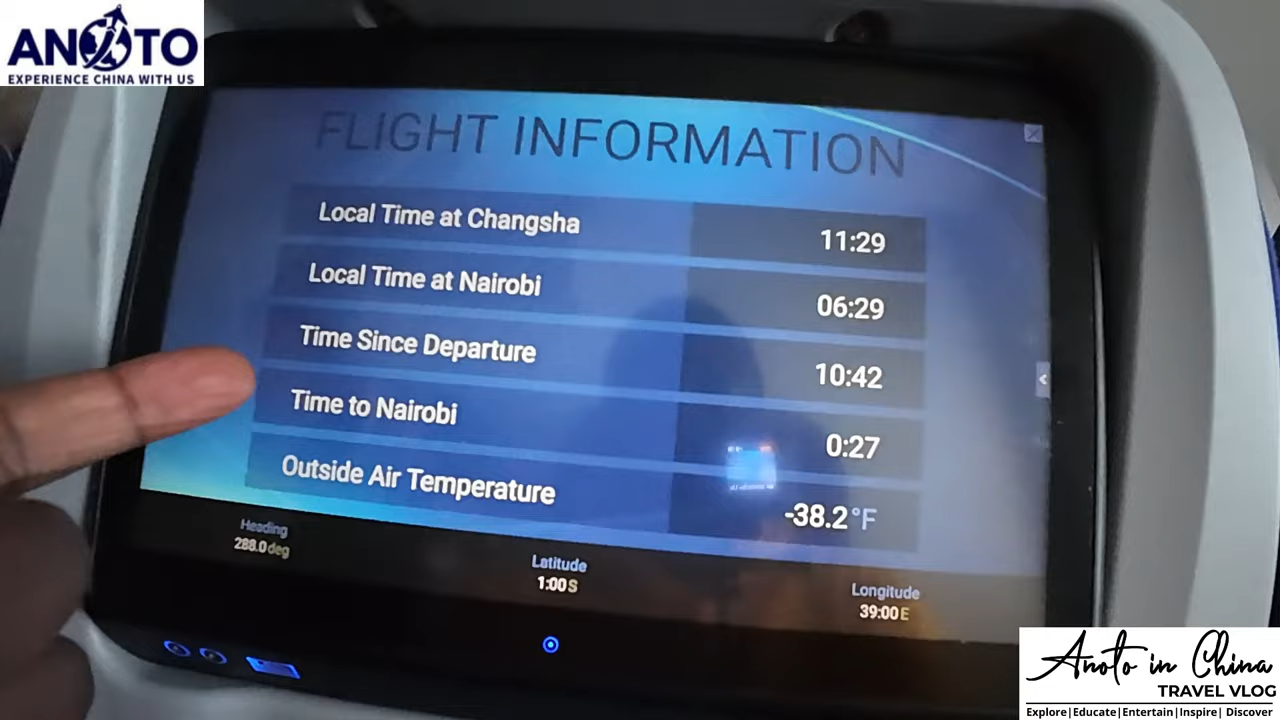 ANOTO
EXPERIENCE CHINA WITH US
FLIGHT INFORMATION
Local Time at Changsha 11:29
Local Time at Nairobi 06:29
Time Since Departure 10:42
Time to Nairobi 0:27
Outside Air Temperature -38.2°F
Heading
288.0deg
Latitude
1:00S
Longitude
39:00E
Anoto in China
TRAVEL VLOG
Explore|Educate|Entertain|Inspire| Discover